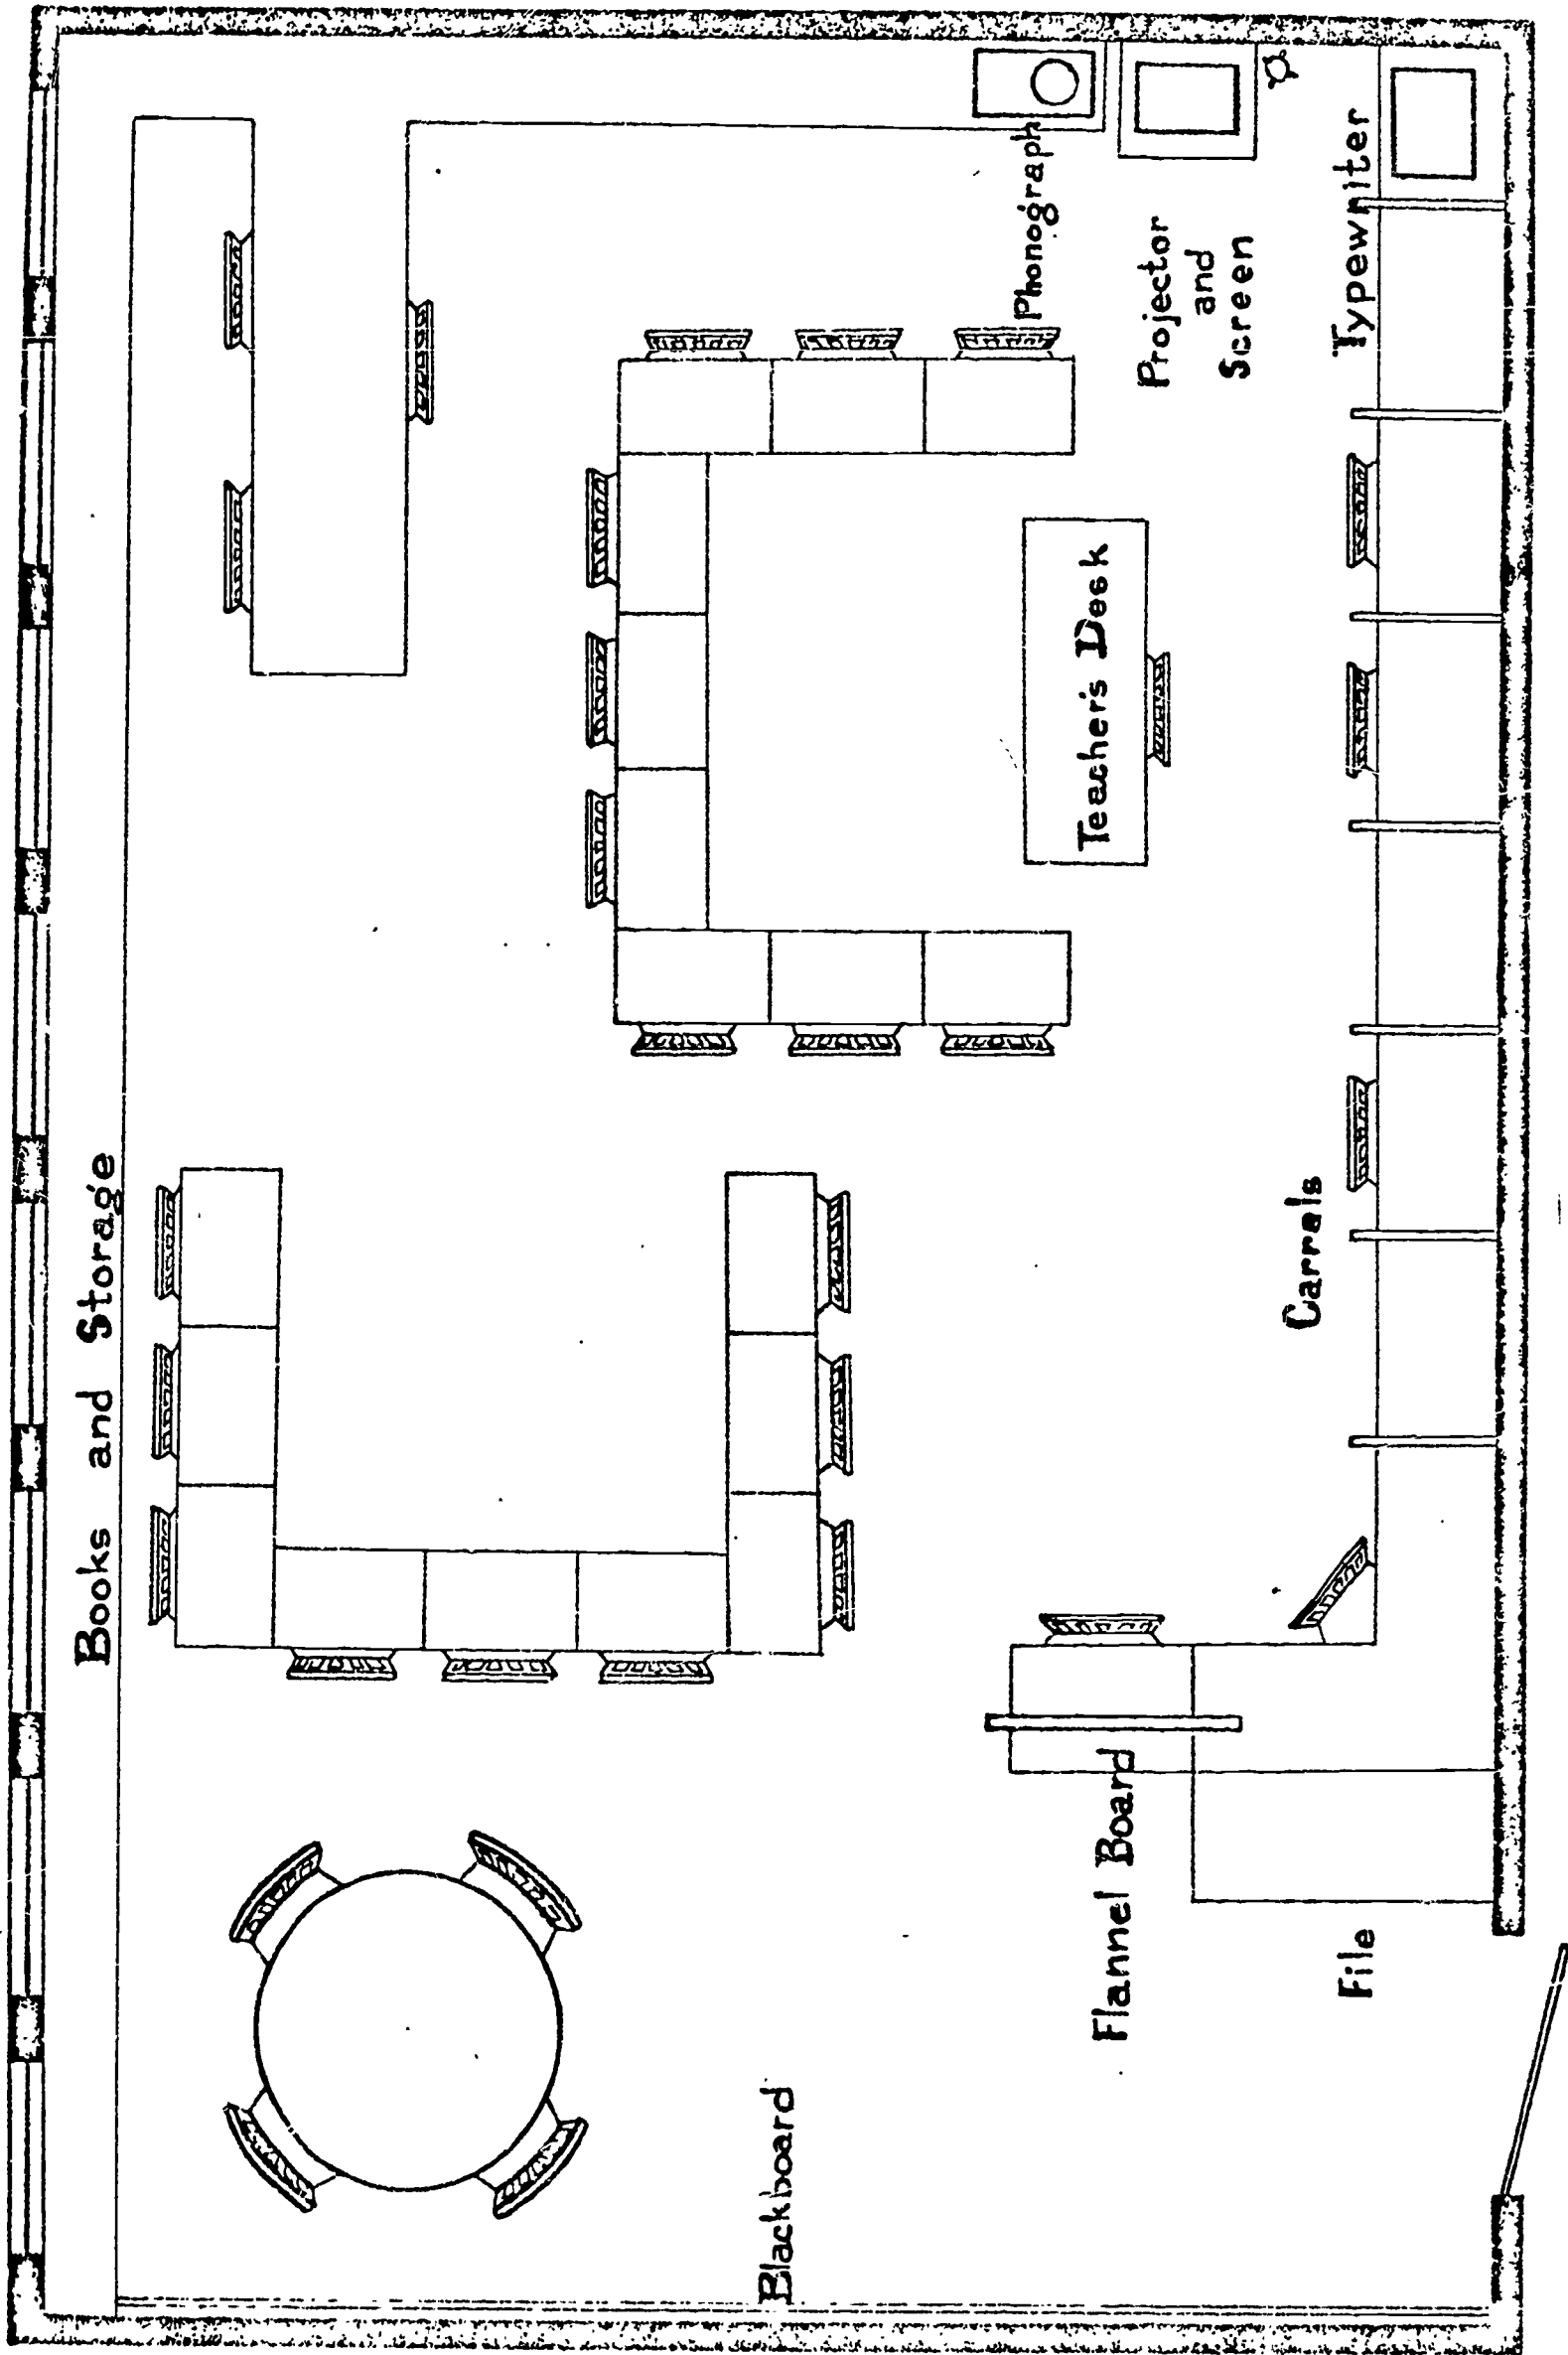 Books and Storage
Phonograph
Projector
and
Screen
Typewriter
Teacher's Desk
Carrels
Flannel Board
File
Blackboard